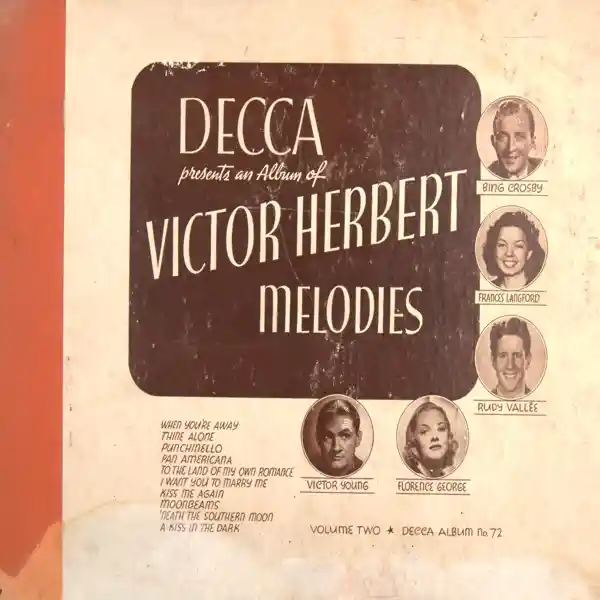 DECCA
presents an Album of
VICTOR HERBERT
MELODIES
BING CROSBY
FRANCES LANGFORD
RUDY VALLÉE
VICTOR YOUNG
FLORENCE GEORGE
WHEN YOU'RE AWAY
THINE ALONE
PUNCHINELLO
PAN AMERICANA
TO THE LAND OF MY OWN ROMANCE
I WANT YOU TO MARRY ME
KISS ME AGAIN
MOONBEAMS
'NEATH THE SOUTHERN MOON
A KISS IN THE DARK
VOLUME TWO ★ DECCA ALBUM no. 72